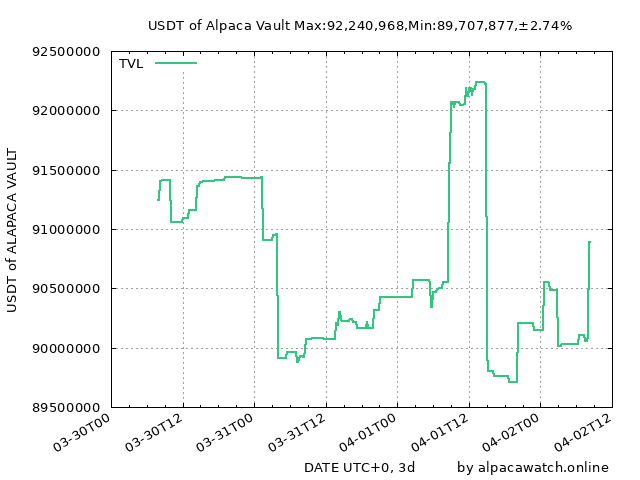 USDT of Alpaca Vault Max:92,240,968,Min:89,707,877,±2.74%
TVL
USDT of ALAPACA VAULT
92500000
92000000
91500000
91000000
90500000
90000000
89500000
03-30T00
03-30T12
03-31T00
03-31T12
04-01T00
04-01T12
04-02T00
04-02T12
DATE UTC+0, 3d
by alpacawatch.online